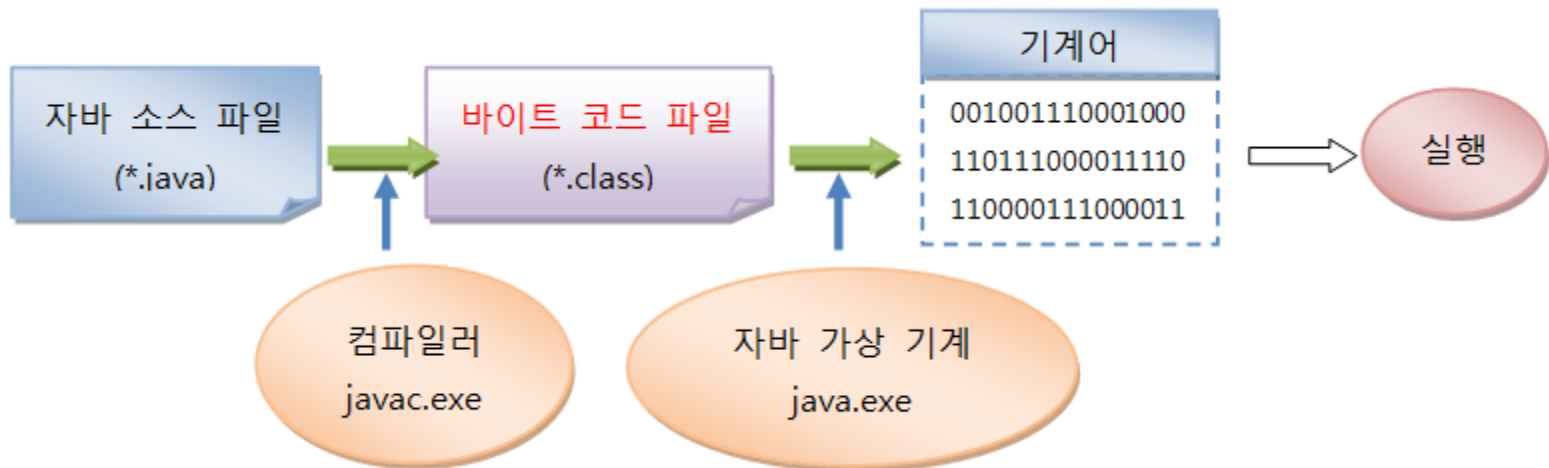 자바 소스 파일
(*.java)
바이트 코드 파일
(*.class)
기계어
001001110001000
110111000011110
110000111000011
실행
컴파일러
javac.exe
자바 가상 기계
java.exe